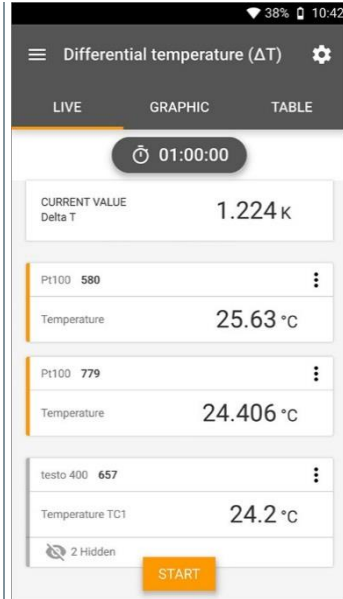 38% 10:42
Differential temperature (ΔT)
LIVE GRAPHIC TABLE
01:00:00
CURRENT VALUE
Delta T
1.224 K
Pt100 580
Temperature 25.63 °C
Pt100 779
Temperature 24.406 °C
testo 400 657
Temperature TC1 24.2 °C
2 Hidden
START